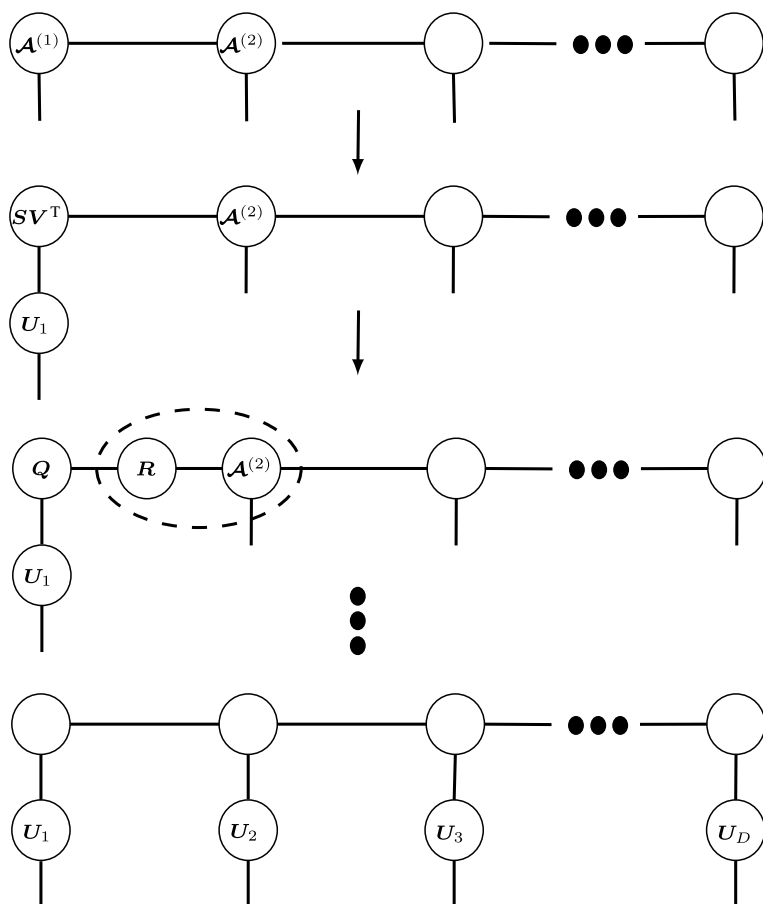 𝓐⁽¹⁾ 𝓐⁽²⁾
SVᵀ 𝓐⁽²⁾
U₁
Q R 𝓐⁽²⁾
U₁
U₁ U₂ U₃ U_D